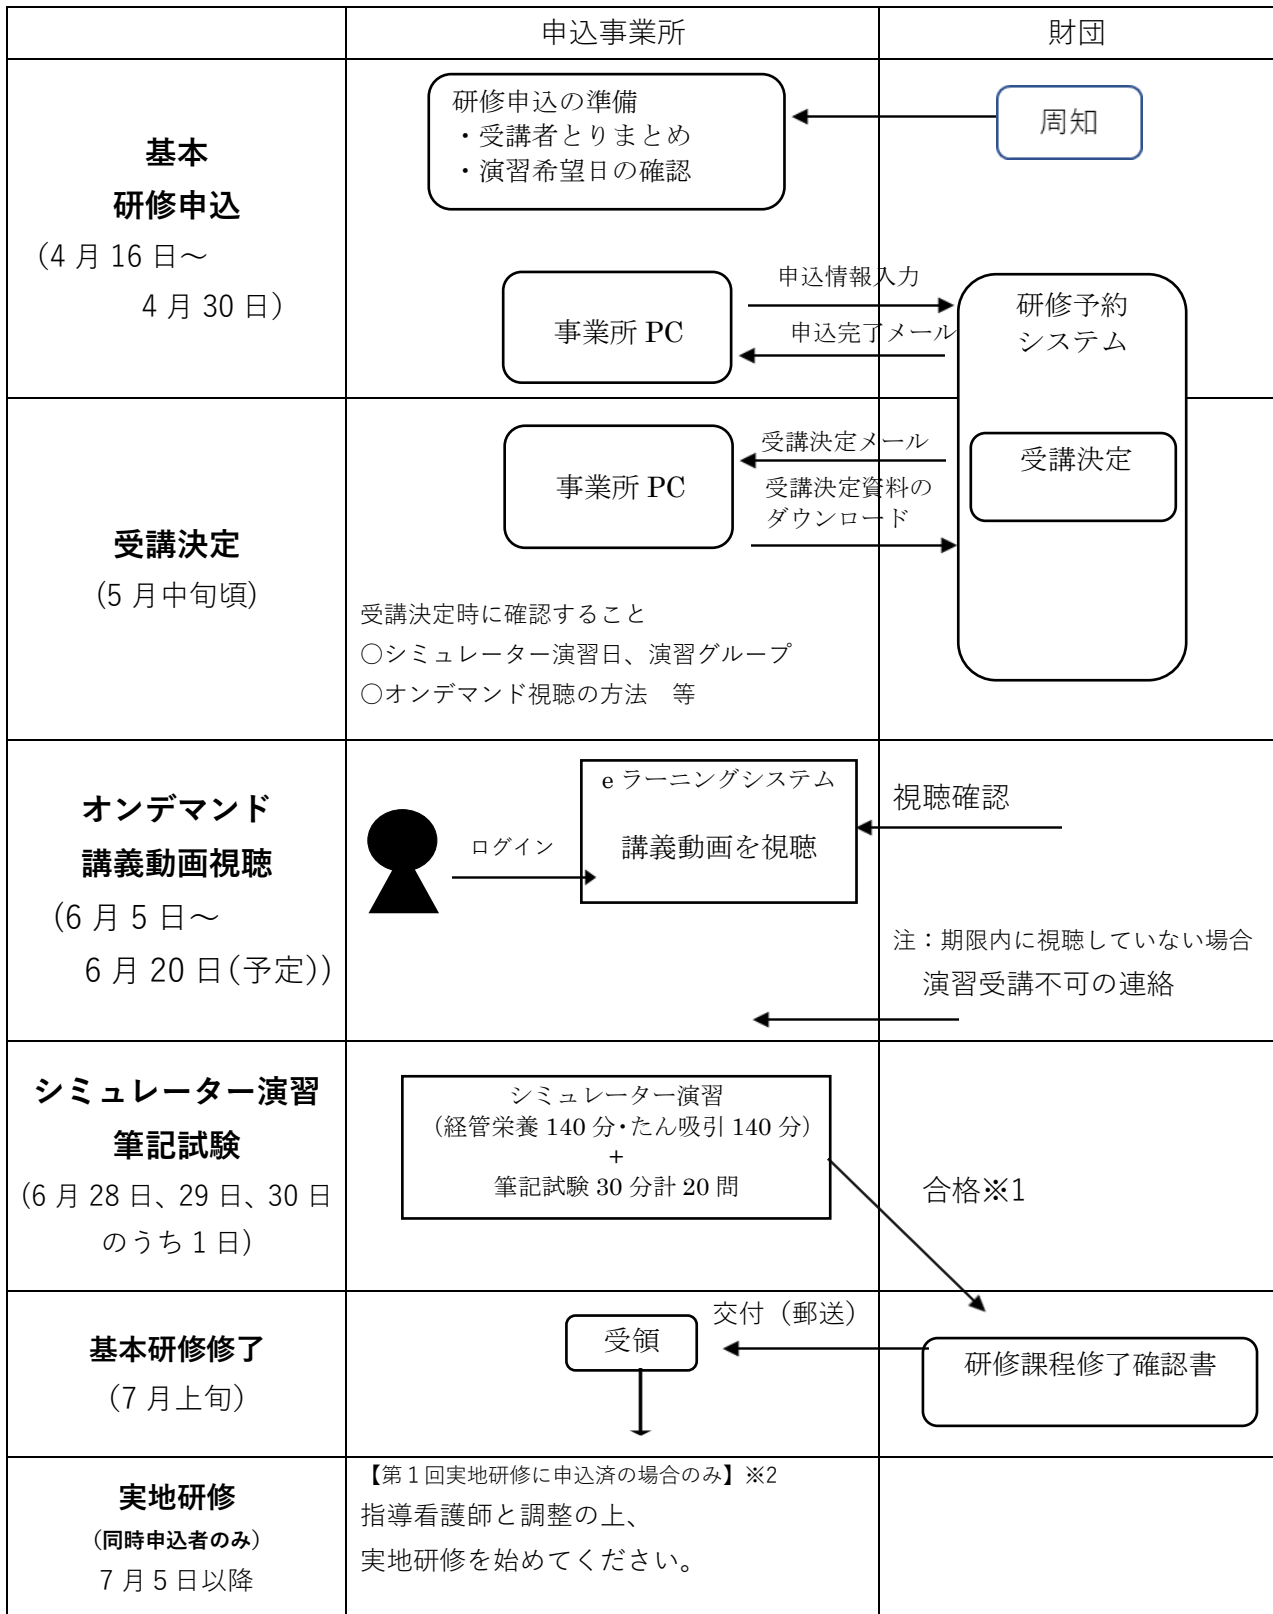 申込事業所
財団
基本
研修申込
(4月16日～
4月30日)
研修申込の準備
・受講者とりまとめ
・演習希望日の確認
周知
事業所 PC
申込情報入力
申込完了メール
研修予約
システム
受講決定
(5月中旬頃)
事業所 PC
受講決定メール
受講決定資料の
ダウンロード
受講決定
受講決定時に確認すること
○シミュレーター演習日、演習グループ
○オンデマンド視聴の方法　等
オンデマンド
講義動画視聴
(6月5日～
6月20日(予定))
ログイン
e ラーニングシステム
講義動画を視聴
視聴確認
注：期限内に視聴していない場合
演習受講不可の連絡
シミュレーター演習
筆記試験
(6月28日、29日、30日
のうち1日)
シミュレーター演習
(経管栄養 140 分・たん吸引 140 分)
+
筆記試験 30 分計 20 問
合格※1
基本研修修了
(7月上旬)
受領
交付（郵送）
研修課程修了確認書
実地研修
(同時申込者のみ)
7月5日以降
【第1回実地研修に申込済の場合のみ】※2
指導看護師と調整の上、
実地研修を始めてください。